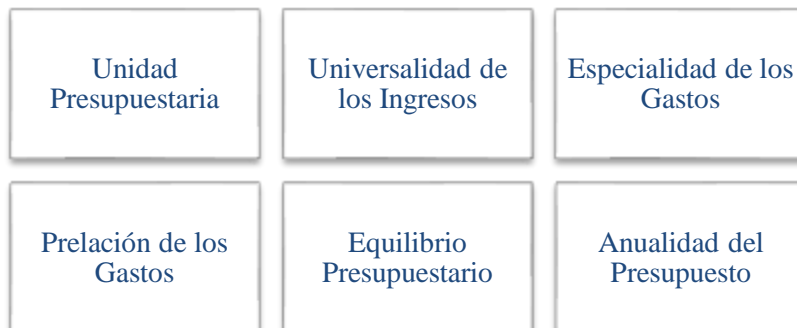 Unidad
Presupuestaria
Universalidad de
los Ingresos
Especialidad de los
Gastos
Prelación de los
Gastos
Equilibrio
Presupuestario
Anualidad del
Presupuesto